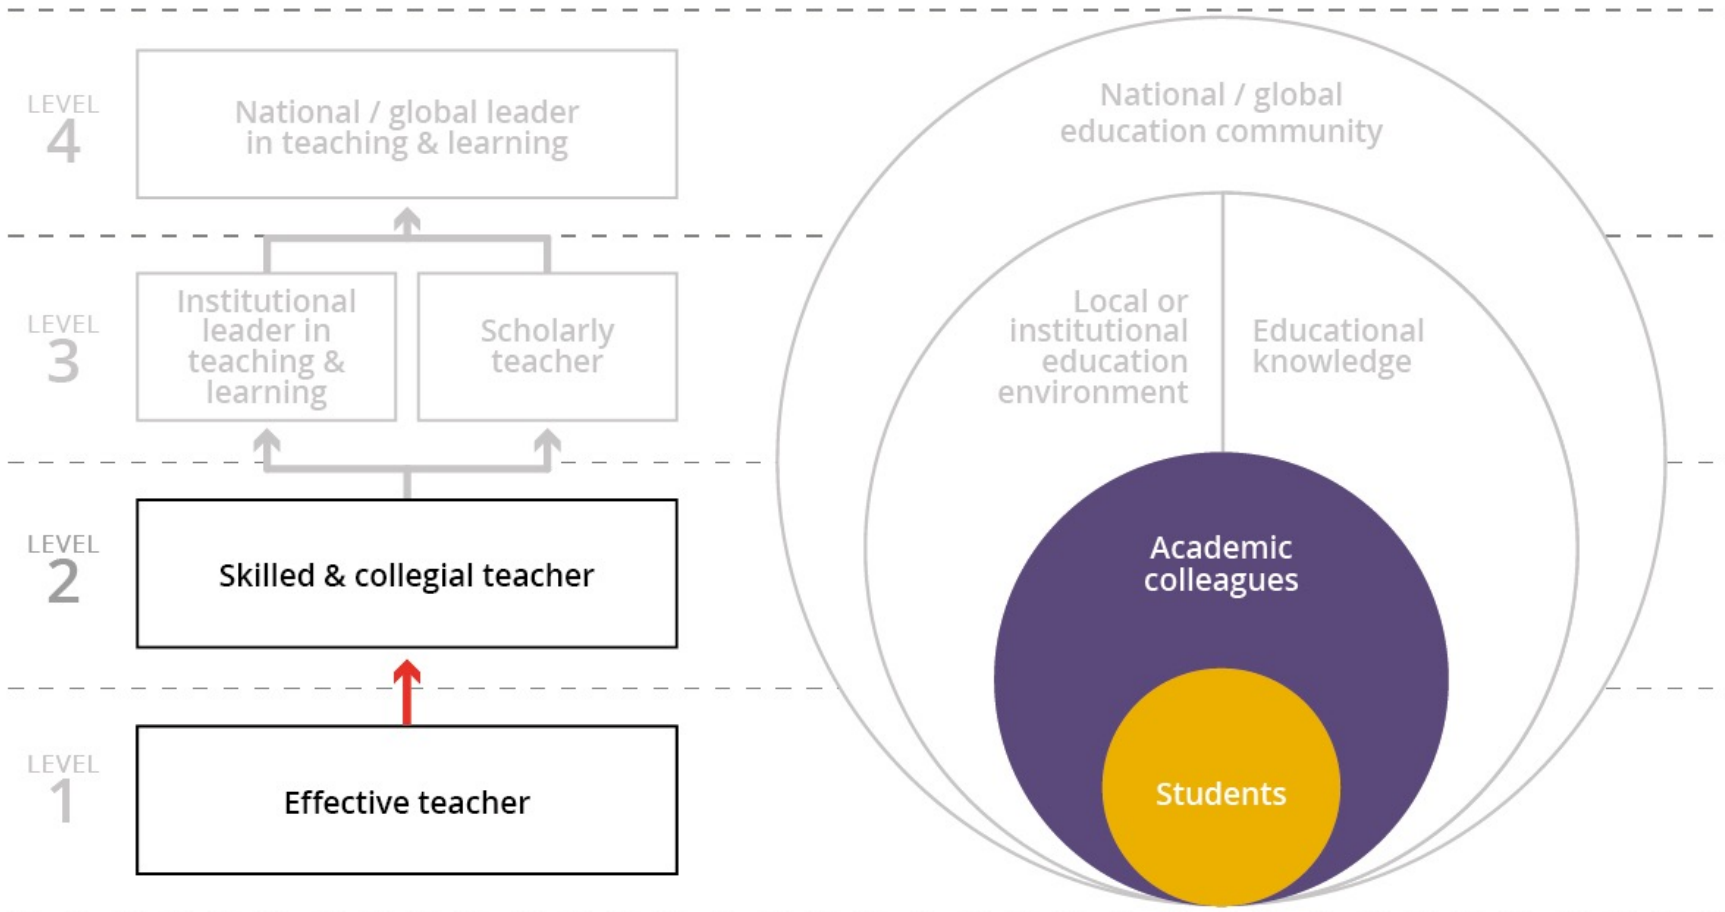 LEVEL
4
National / global leader
in teaching & learning
National / global
education community
LEVEL
3
Institutional
leader in
teaching &
learning
Scholarly
teacher
Local or
institutional
education
environment
Educational
knowledge
LEVEL
2
Skilled & collegial teacher
Academic
colleagues
LEVEL
1
Effective teacher
Students